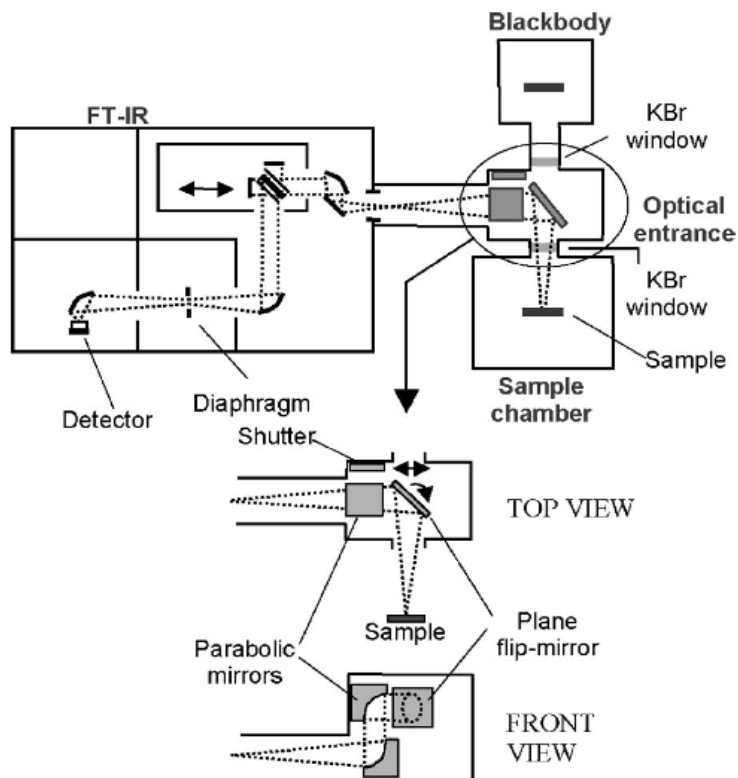 Blackbody
FT-IR
KBr
window
Optical
entrance
KBr
window
Sample
Sample
chamber
Detector
Diaphragm
Shutter
TOP VIEW
Sample
Parabolic
mirrors
Plane
flip-mirror
FRONT
VIEW